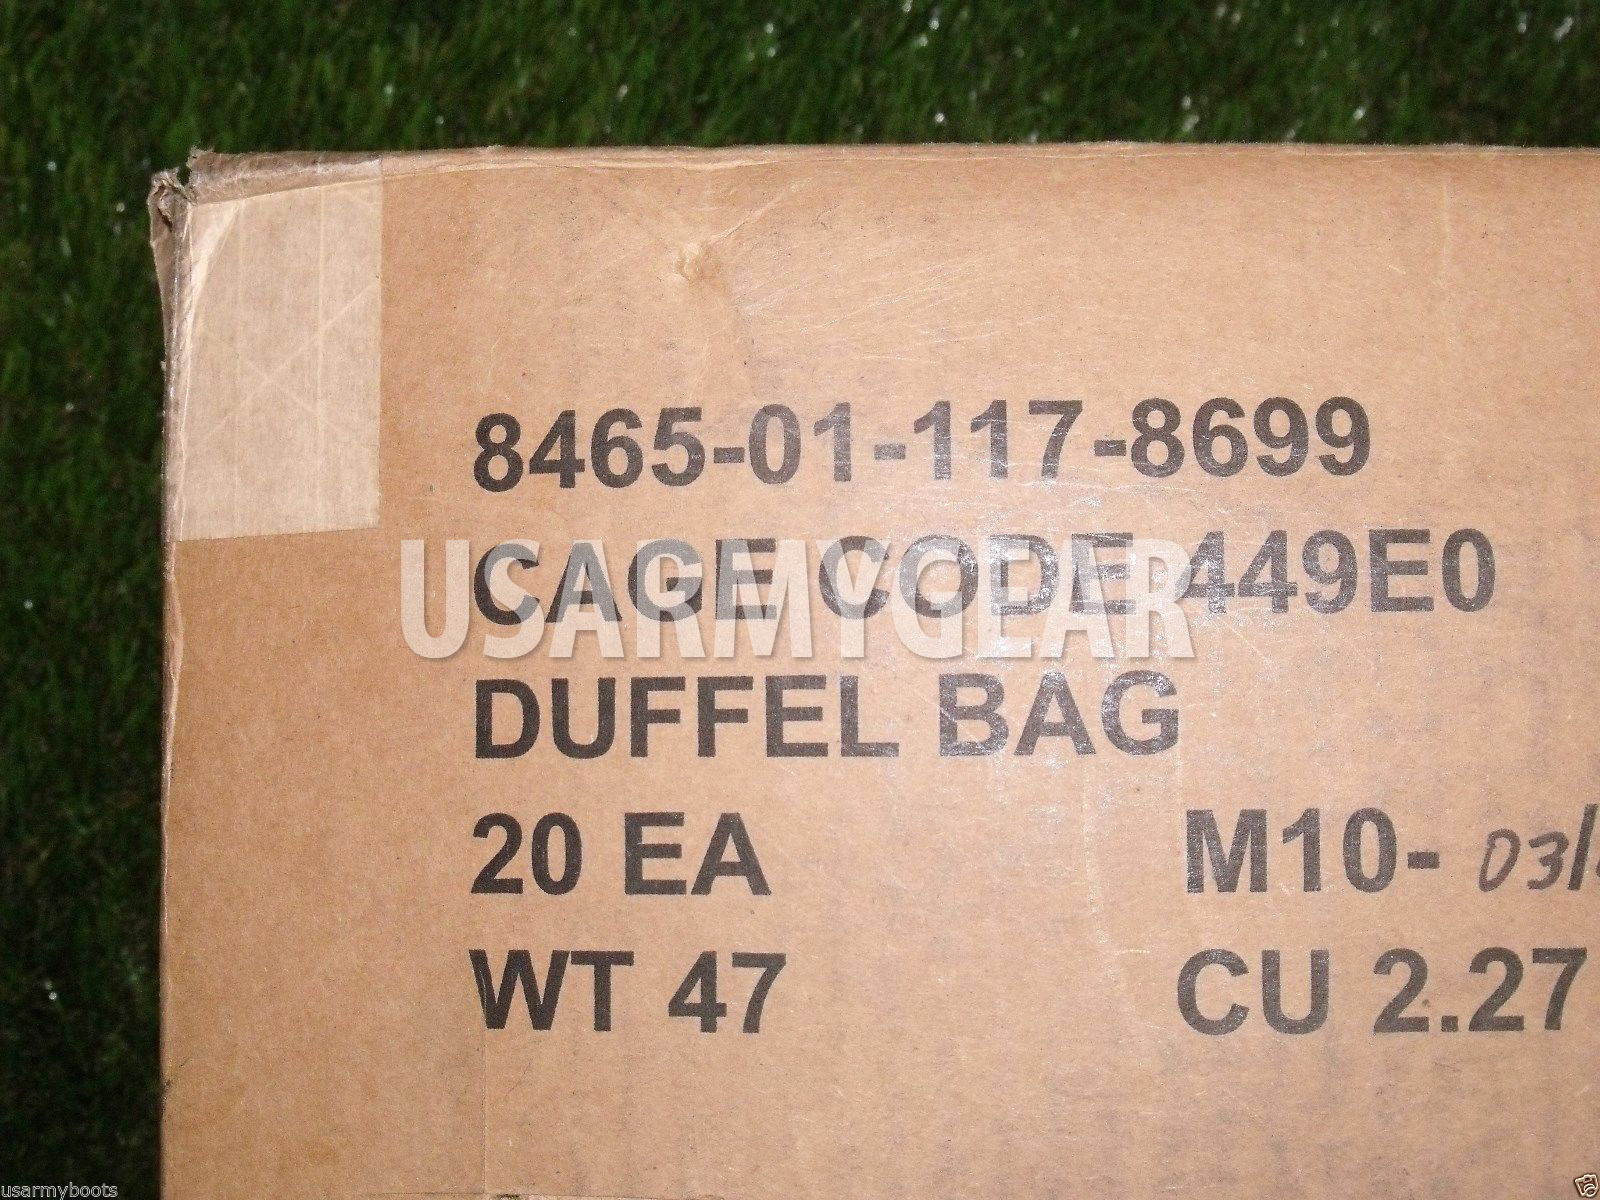 8465-01-117-8699
CAGE CODE 449E0
USARMYGEAR
DUFFEL BAG
20 EA M10- 03/
WT 47 CU 2.27
usarmyboots